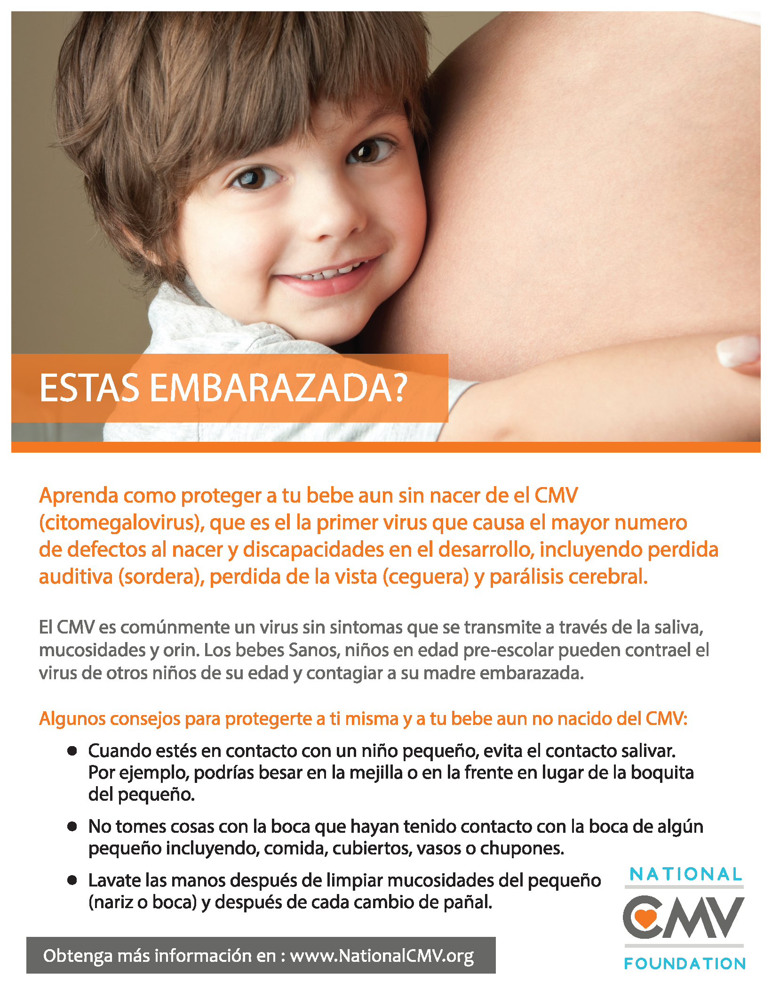 ESTAS EMBARAZADA?
Aprenda como proteger a tu bebe aun sin nacer de el CMV
(citomegalovirus), que es el la primer virus que causa el mayor numero
de defectos al nacer y discapacidades en el desarrollo, incluyendo perdida
auditiva (sordera), perdida de la vista (ceguera) y parálisis cerebral.
El CMV es comúnmente un virus sin sintomas que se transmite a través de la saliva,
mucosidades y orin. Los bebes Sanos, niños en edad pre-escolar pueden contrael el
virus de otros niños de su edad y contagiar a su madre embarazada.
Algunos consejos para protegerte a ti misma y a tu bebe aun no nacido del CMV:
● Cuando estés en contacto con un niño pequeño, evita el contacto salivar.
Por ejemplo, podrías besar en la mejilla o en la frente en lugar de la boquita
del pequeño.
● No tomes cosas con la boca que hayan tenido contacto con la boca de algún
pequeño incluyendo, comida, cubiertos, vasos o chupones.
● Lavate las manos después de limpiar mucosidades del pequeño
(nariz o boca) y después de cada cambio de pañal.
Obtenga más información en : www.NationalCMV.org
NATIONAL
CMV
FOUNDATION